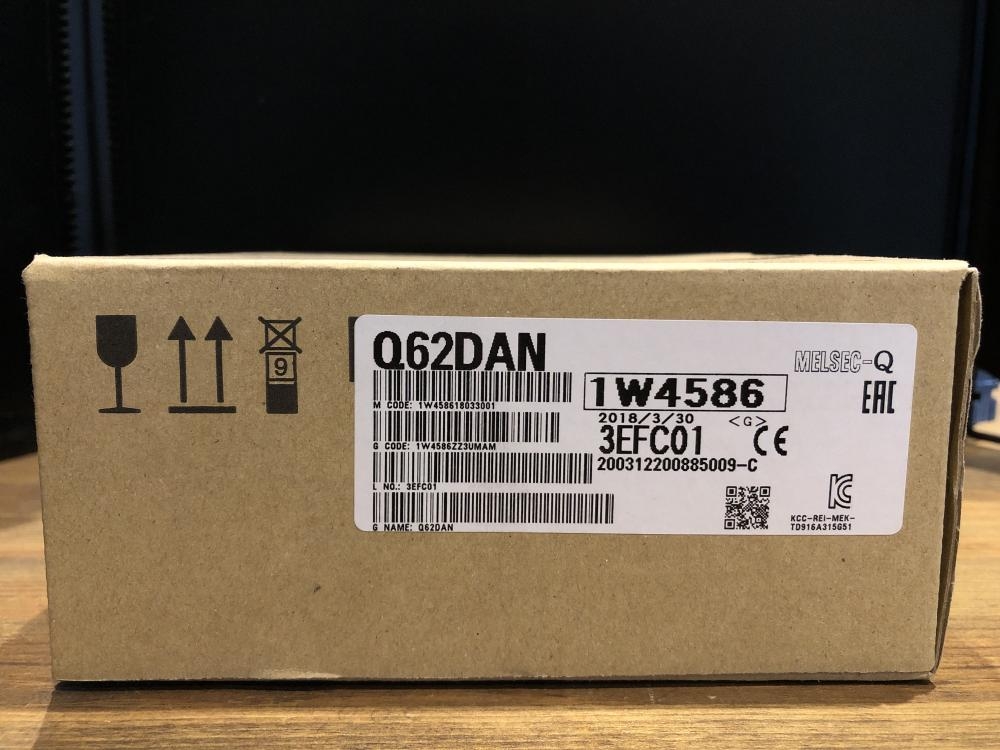 9
Q62DAN
MELSEC-Q
M CODE: 1W458618033001
1W4586
EAC
2018/3/30 <G>
G CODE: 1W4586ZZ3UMAM
3EFC01 CE
200312200885009-C
L NO.: 3EFC01
G NAME: Q62DAN
KC
KCC-REI-MEK-
TD916A315G51